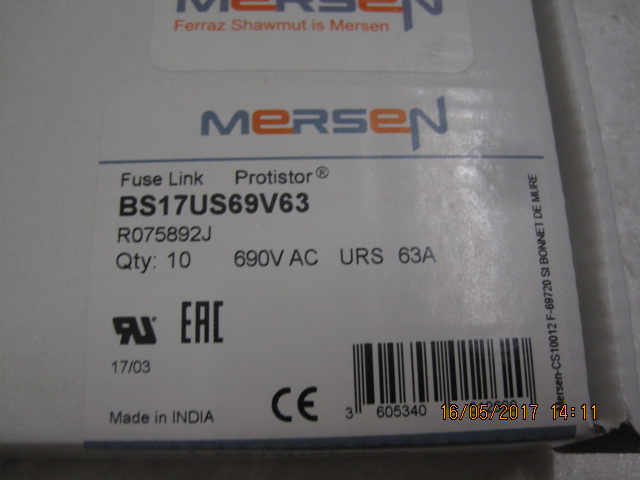 MERSEN
Ferraz Shawmut is Mersen
MERSEN
Fuse Link Protistor®
BS17US69V63
R075892J
Qty: 10 690V AC URS 63A
EAC
17/03
CE
Made in INDIA
3 605340
16/05/2017 14:11
Mersen-CS10012 F-69720 St BONNET DE MURE